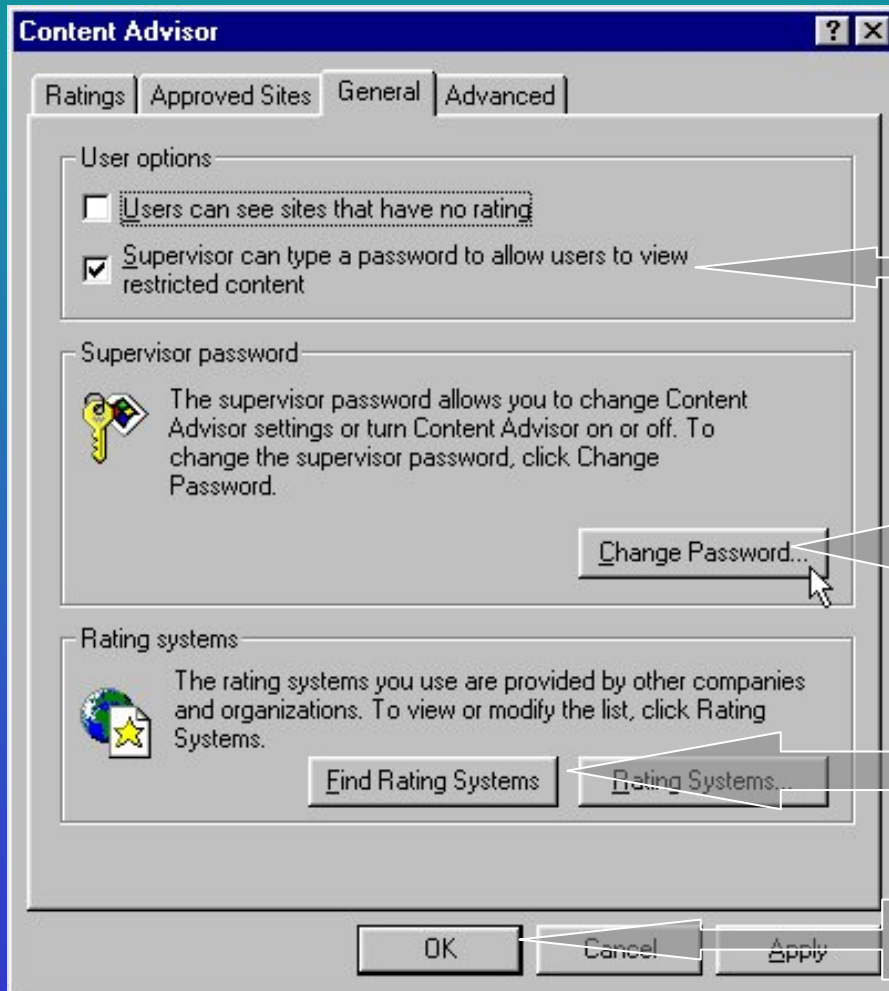 Content Advisor
Ratings Approved Sites General Advanced
User options
Users can see sites that have no rating
Supervisor can type a password to allow users to view
restricted content
Supervisor password
The supervisor password allows you to change Content
Advisor settings or turn Content Advisor on or off. To
change the supervisor password, click Change
Password.
Change Password...
Rating systems
The rating systems you use are provided by other companies
and organizations. To view or modify the list, click Rating
Systems.
Find Rating Systems Rating Systems...
OK Cancel Apply